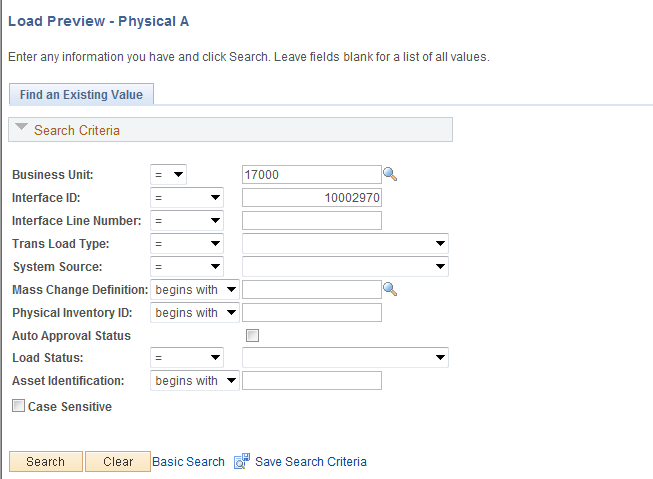 Load Preview - Physical A
Enter any information you have and click Search. Leave fields blank for a list of all values.
Find an Existing Value
Search Criteria
Business Unit: = 17000
Interface ID: = 10002970
Interface Line Number: =
Trans Load Type: =
System Source: =
Mass Change Definition: begins with
Physical Inventory ID: begins with
Auto Approval Status
Load Status: =
Asset Identification: begins with
Case Sensitive
Search Clear Basic Search Save Search Criteria